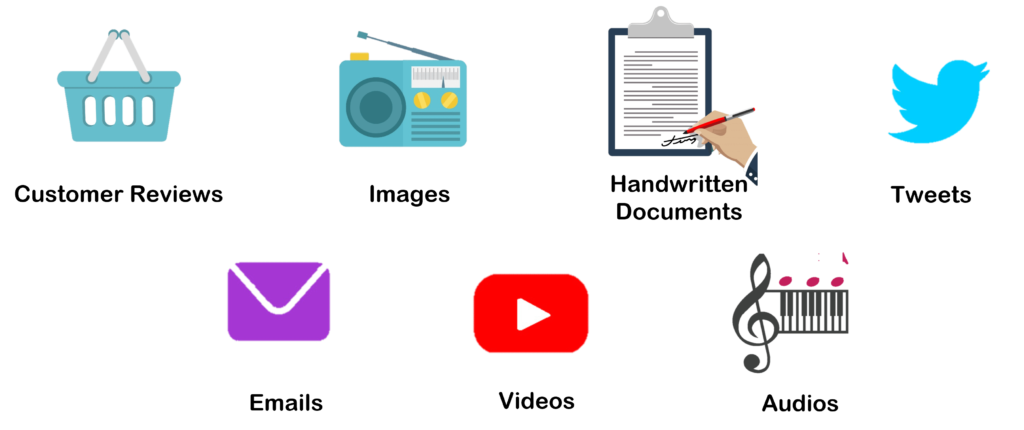 Customer Reviews
Images
Handwritten
Documents
Tweets
Emails
Videos
Audios